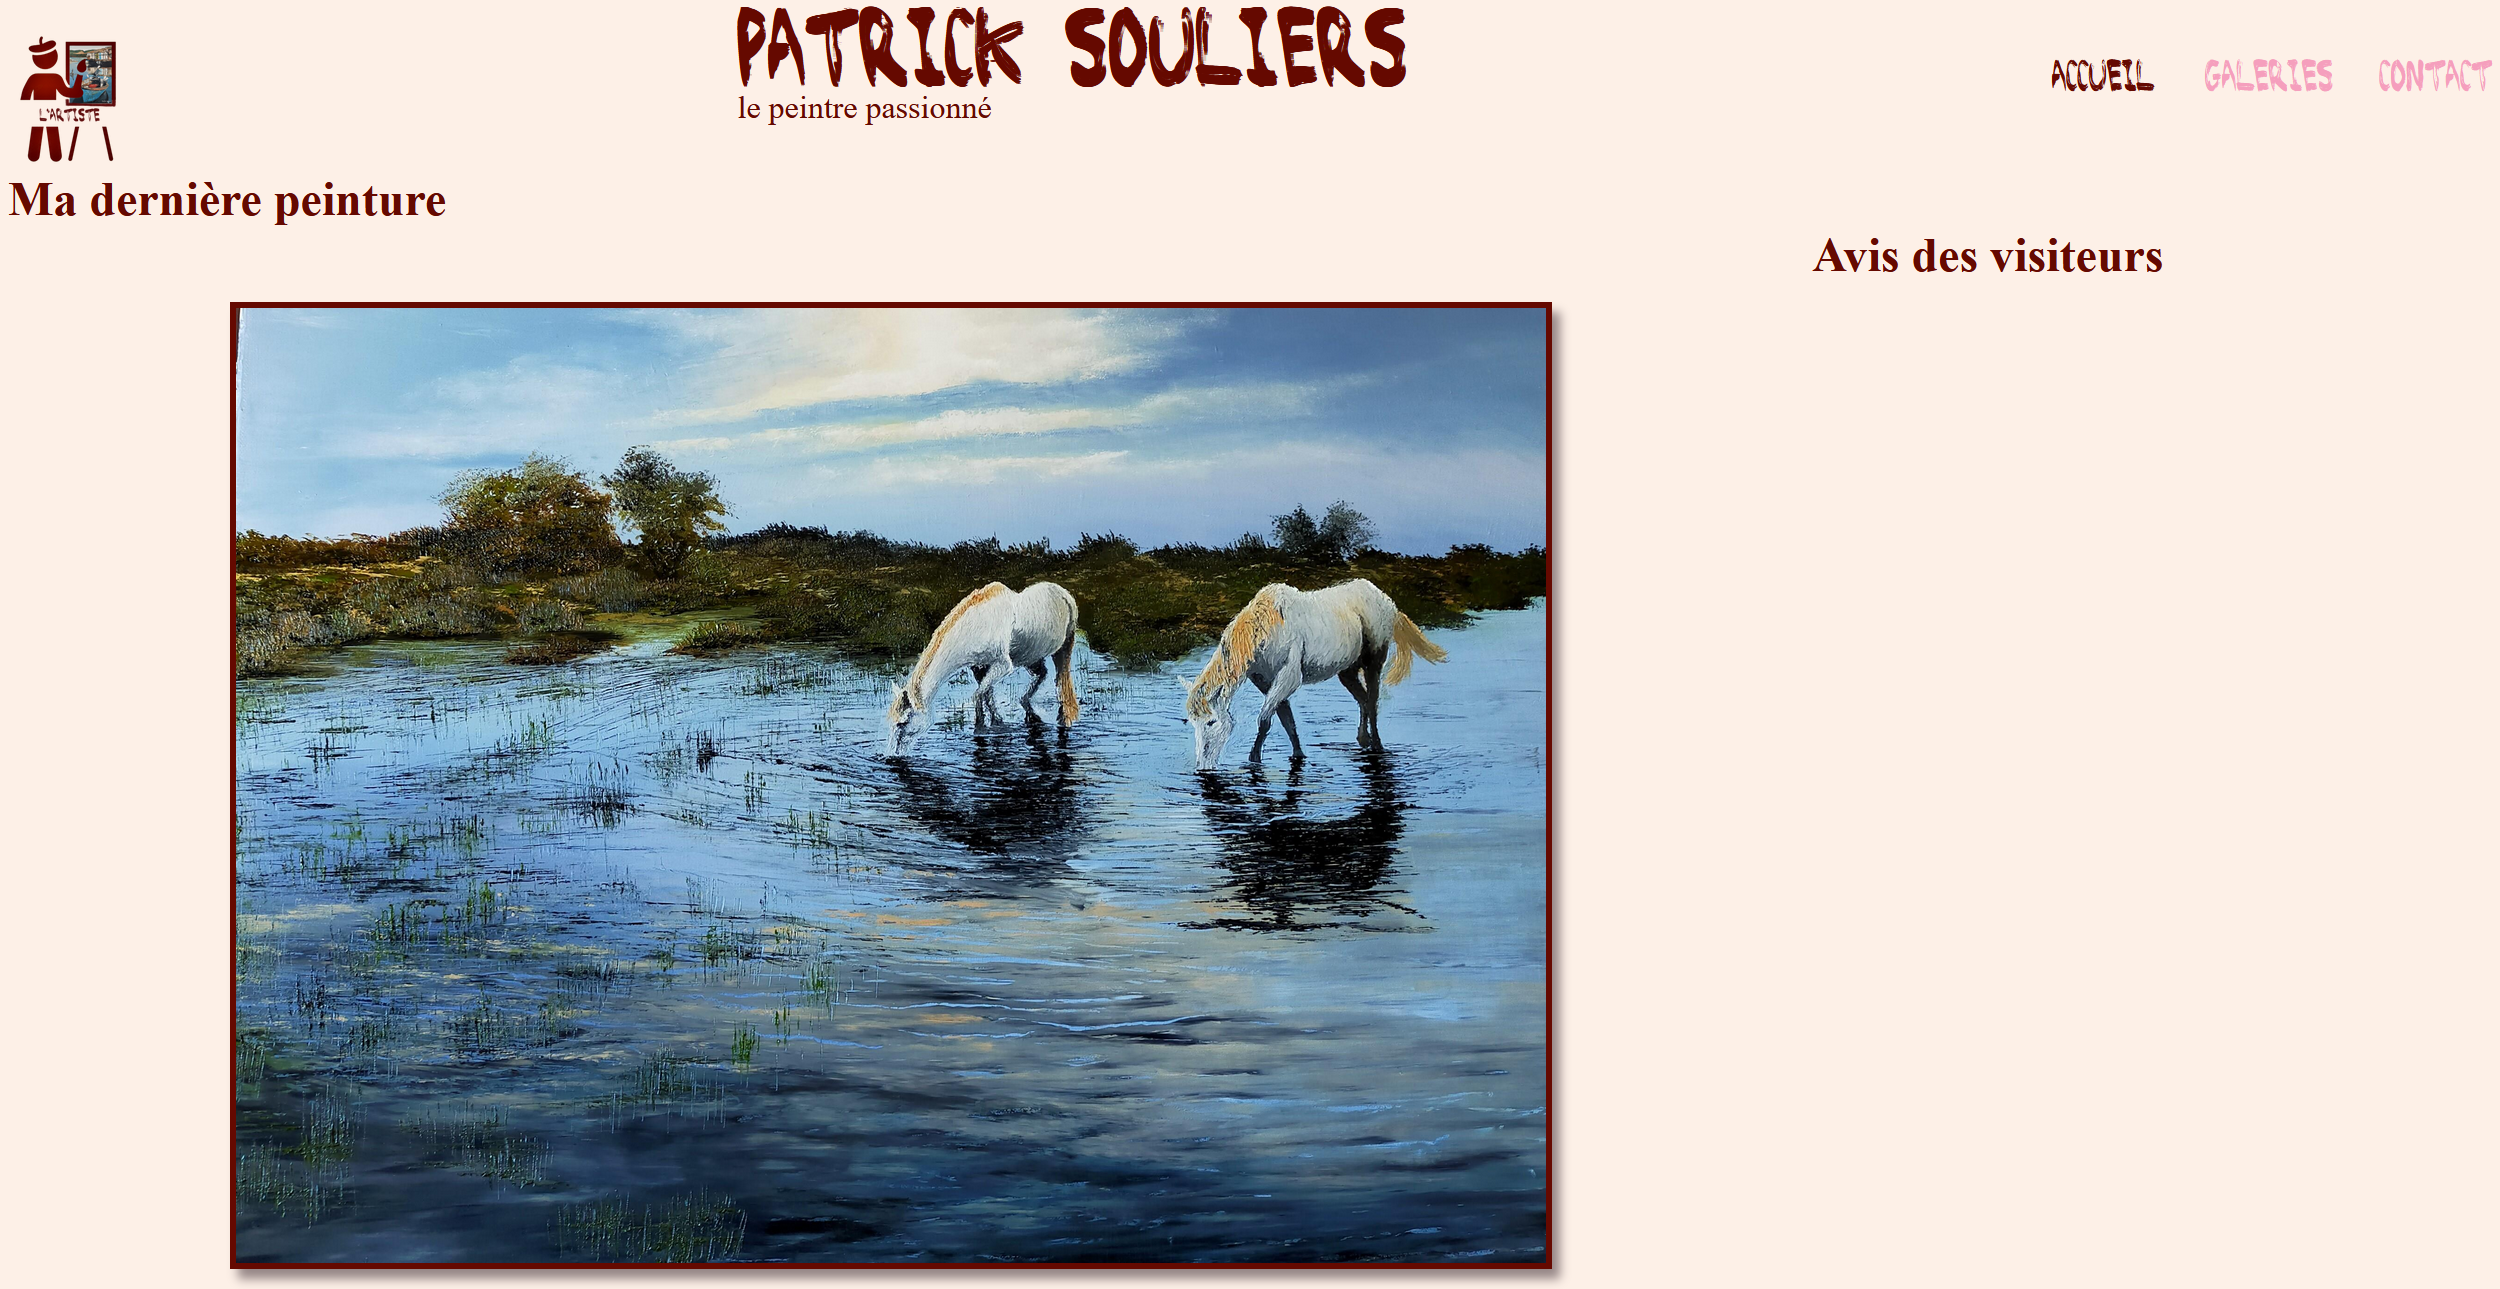 PATRICK SOULIERS
le peintre passionné
L'ARTISTE
ACCUEIL GALERIES CONTACT
Ma dernière peinture
Avis des visiteurs